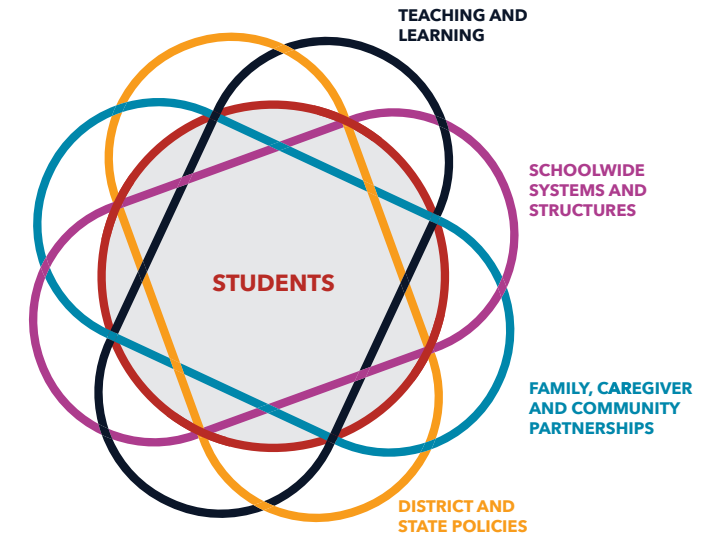 TEACHING AND
LEARNING
SCHOOLWIDE
SYSTEMS AND
STRUCTURES
STUDENTS
FAMILY, CAREGIVER
AND COMMUNITY
PARTNERSHIPS
DISTRICT AND
STATE POLICIES